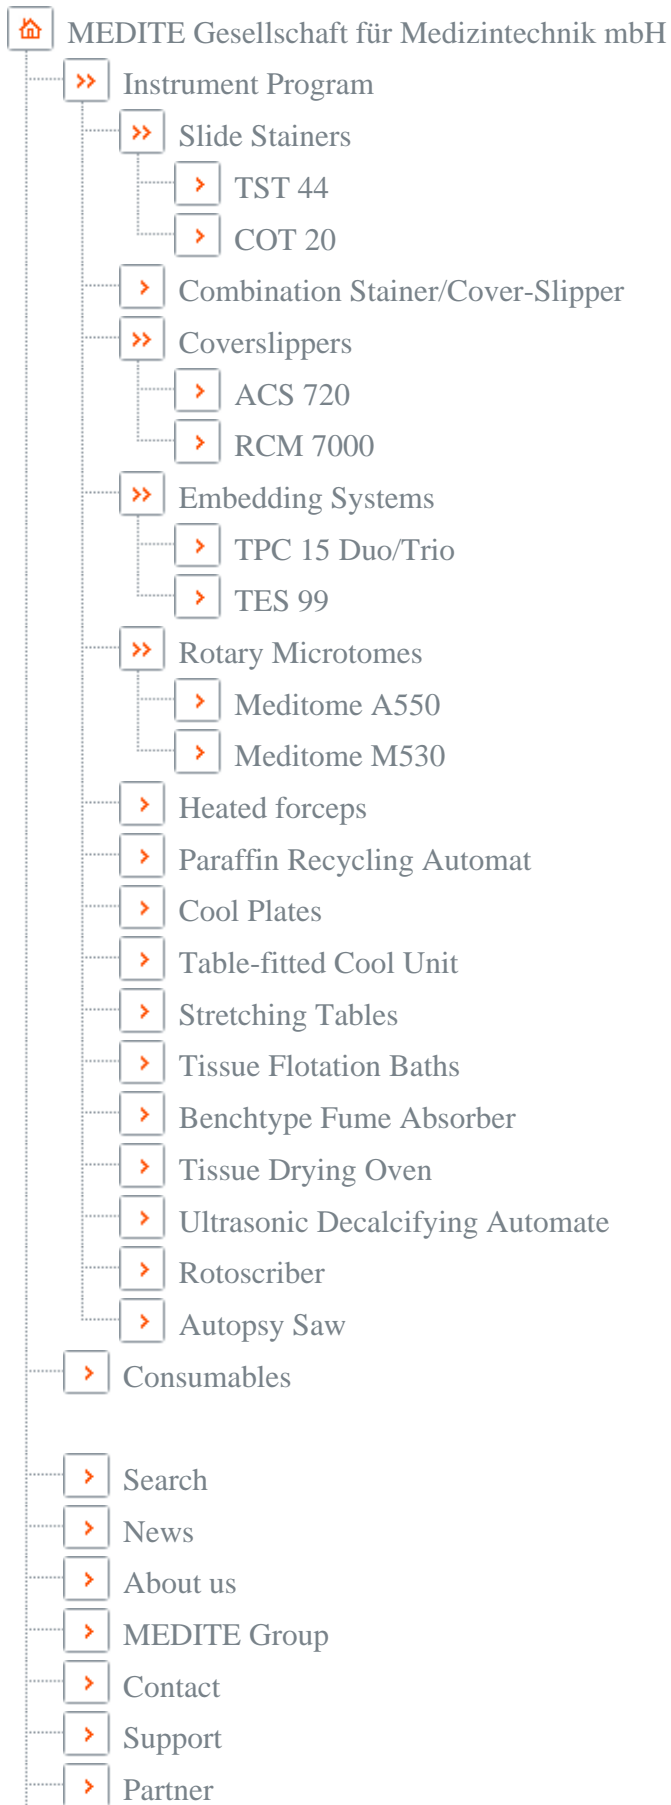 MEDITE Gesellschaft für Medizintechnik mbH
Instrument Program
Slide Stainers
TST 44
COT 20
Combination Stainer/Cover-Slipper
Coverslippers
ACS 720
RCM 7000
Embedding Systems
TPC 15 Duo/Trio
TES 99
Rotary Microtomes
Meditome A550
Meditome M530
Heated forceps
Paraffin Recycling Automat
Cool Plates
Table-fitted Cool Unit
Stretching Tables
Tissue Flotation Baths
Benchtype Fume Absorber
Tissue Drying Oven
Ultrasonic Decalcifying Automate
Rotoscriber
Autopsy Saw
Consumables
Search
News
About us
MEDITE Group
Contact
Support
Partner